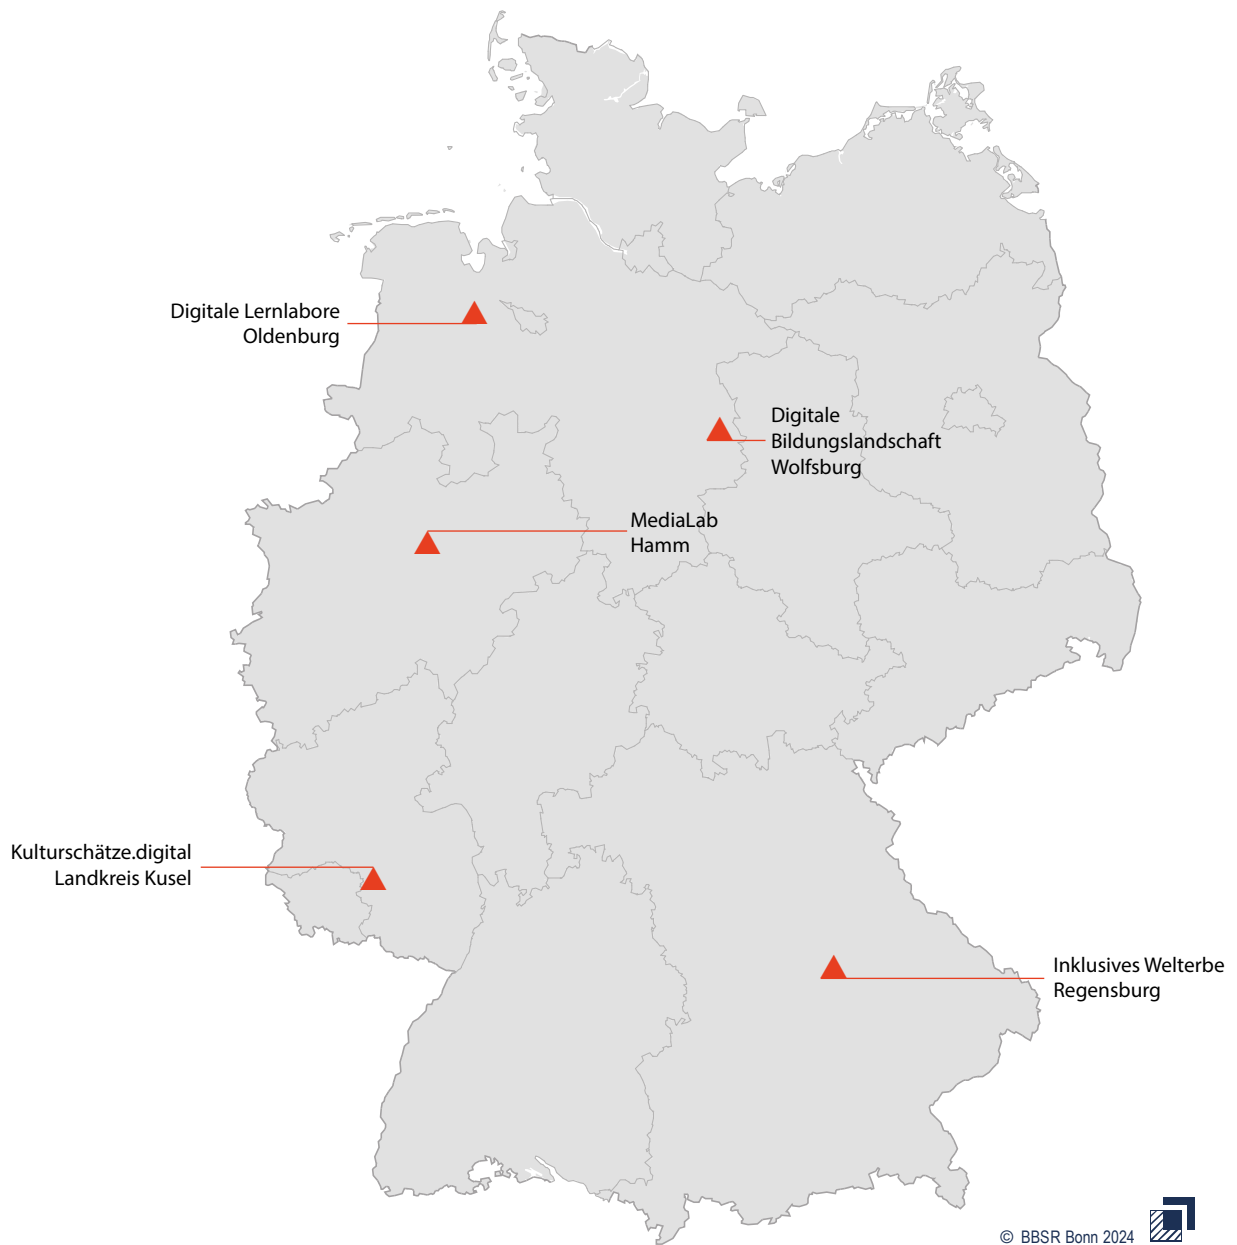 Digitale Lernlabore
Oldenburg
Digitale
Bildungslandschaft
Wolfsburg
MediaLab
Hamm
Kulturschätze.digital
Landkreis Kusel
Inklusives Welterbe
Regensburg
© BBSR Bonn 2024